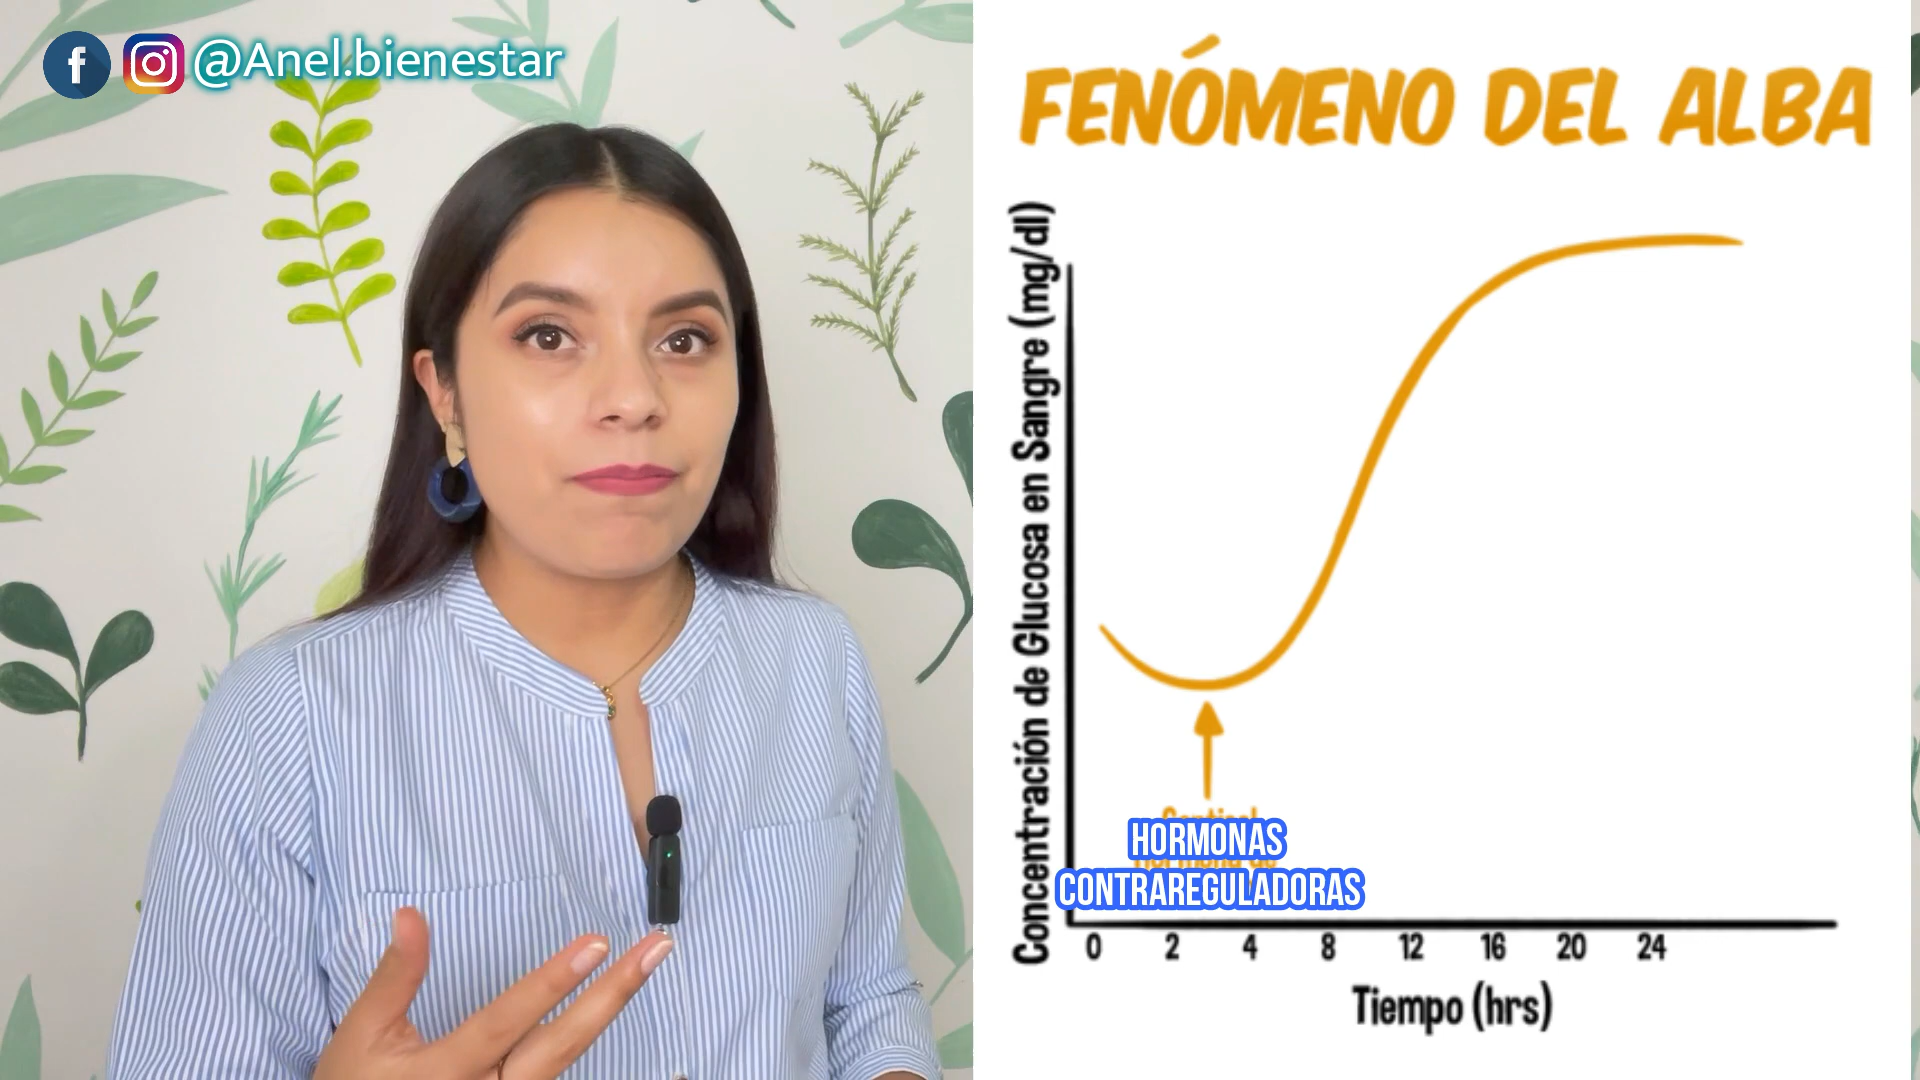 @Anel.bienestar
FENÓMENO DEL ALBA
Concentración de Glucosa en Sangre (mg/dl)
HORMONAS
CONTRAREGULADORAS
0 2 4 8 12 16 20 24
Tiempo (hrs)